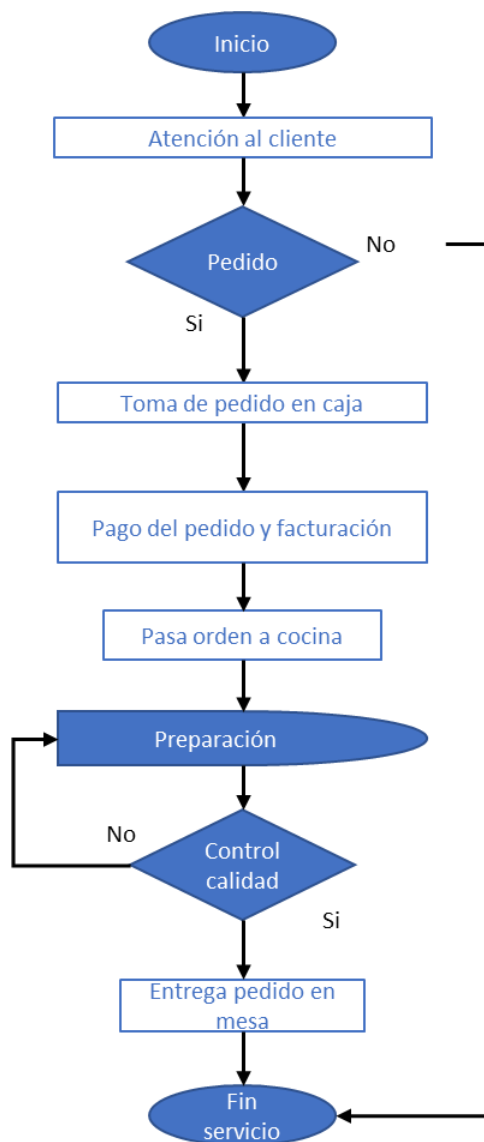 Inicio
Atención al cliente
Pedido
No
Si
Toma de pedido en caja
Pago del pedido y facturación
Pasa orden a cocina
Preparación
No
Control
calidad
Si
Entrega pedido en
mesa
Fin
servicio